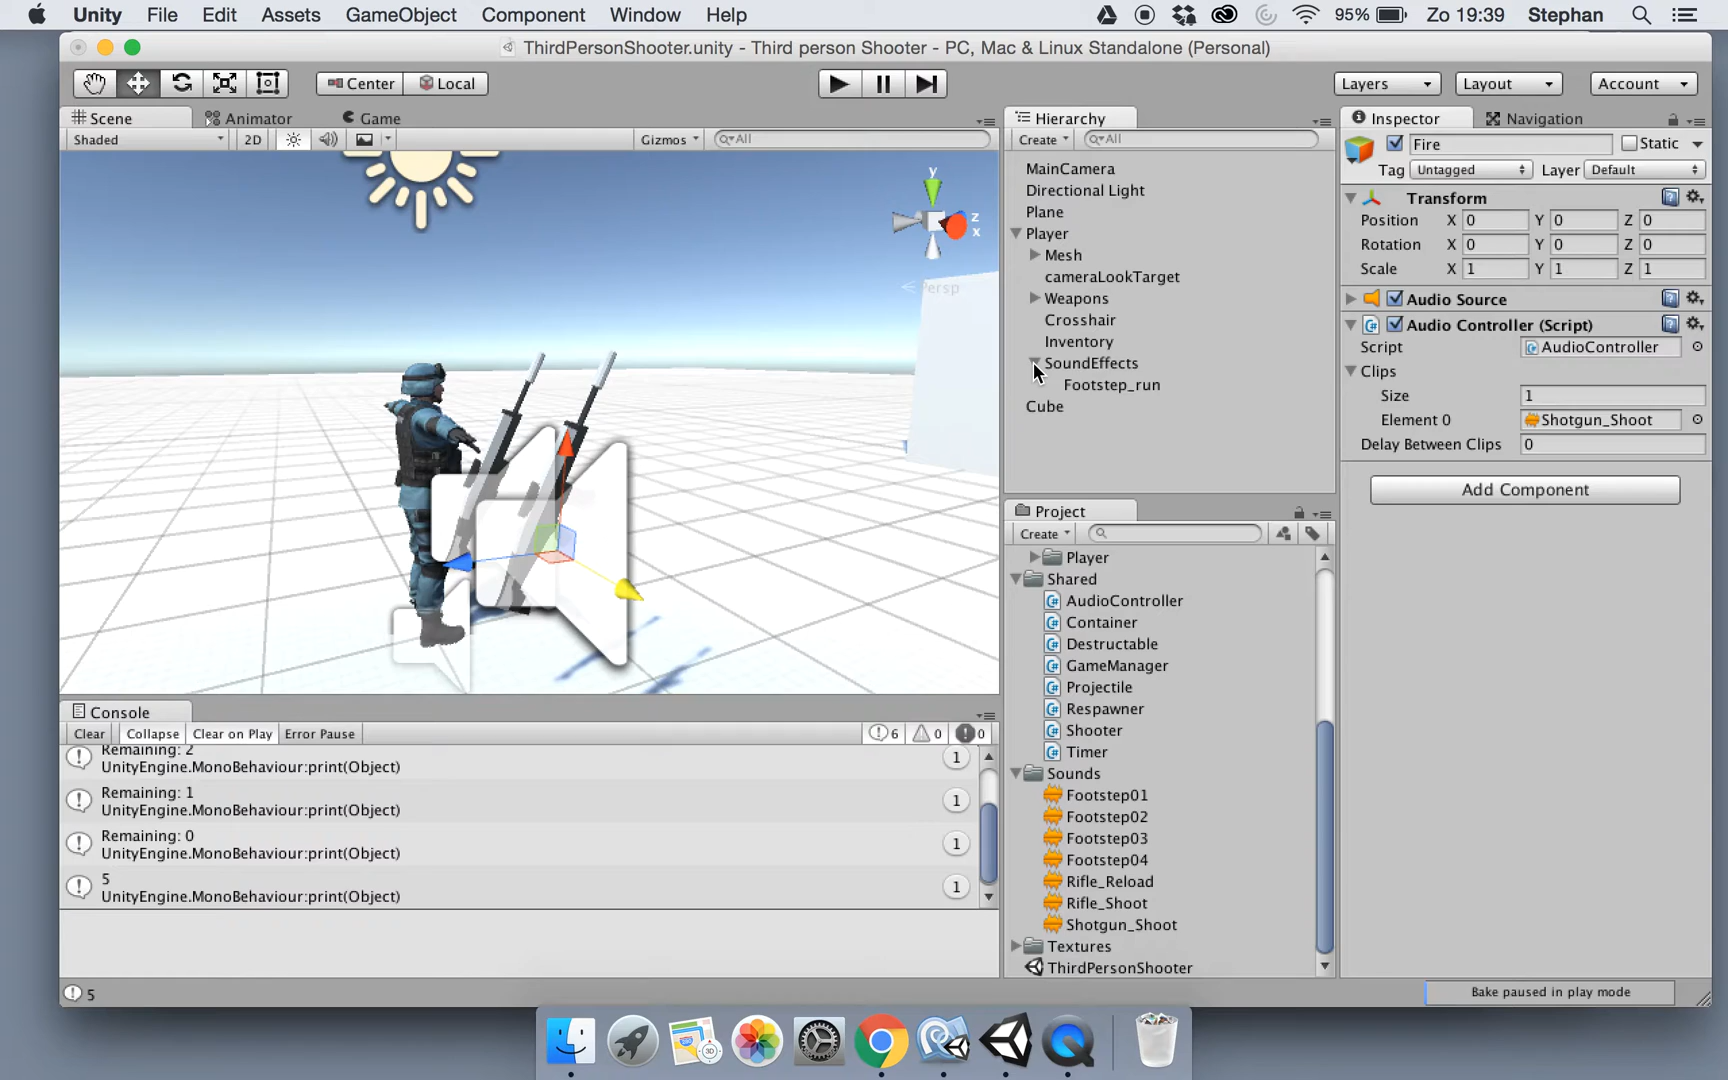 Unity File Edit Assets GameObject Component Window Help 95% Zo 19:39 Stephan
ThirdPersonShooter.unity - Third person Shooter - PC, Mac & Linux Standalone (Personal)
Center Local Layers Layout Account
Scene Animator Game
Shaded 2D Gizmos All
y
z
x
Persp
Hierarchy
Create All
MainCamera
Directional Light
Plane
Player
Mesh
cameraLookTarget
Weapons
Crosshair
Inventory
SoundEffects
Footstep_run
Cube
Inspector Navigation
Fire Static
Tag Untagged Layer Default
Transform
Position X 0 Y 0 Z 0
Rotation X 0 Y 0 Z 0
Scale X 1 Y 1 Z 1
Audio Source
Audio Controller (Script)
Script AudioController
Clips
Size 1
Element 0 Shotgun_Shoot
Delay Between Clips 0
Add Component
Project
Create
Player
Shared
AudioController
Container
Destructable
GameManager
Projectile
Respawner
Shooter
Timer
Sounds
Footstep01
Footstep02
Footstep03
Footstep04
Rifle_Reload
Rifle_Shoot
Shotgun_Shoot
Textures
ThirdPersonShooter
Console
Clear Collapse Clear on Play Error Pause 6 0 0
Remaining: 2
UnityEngine.MonoBehaviour:print(Object) 1
Remaining: 1
UnityEngine.MonoBehaviour:print(Object) 1
Remaining: 0
UnityEngine.MonoBehaviour:print(Object) 1
5
UnityEngine.MonoBehaviour:print(Object) 1
5
Bake paused in play mode
3D